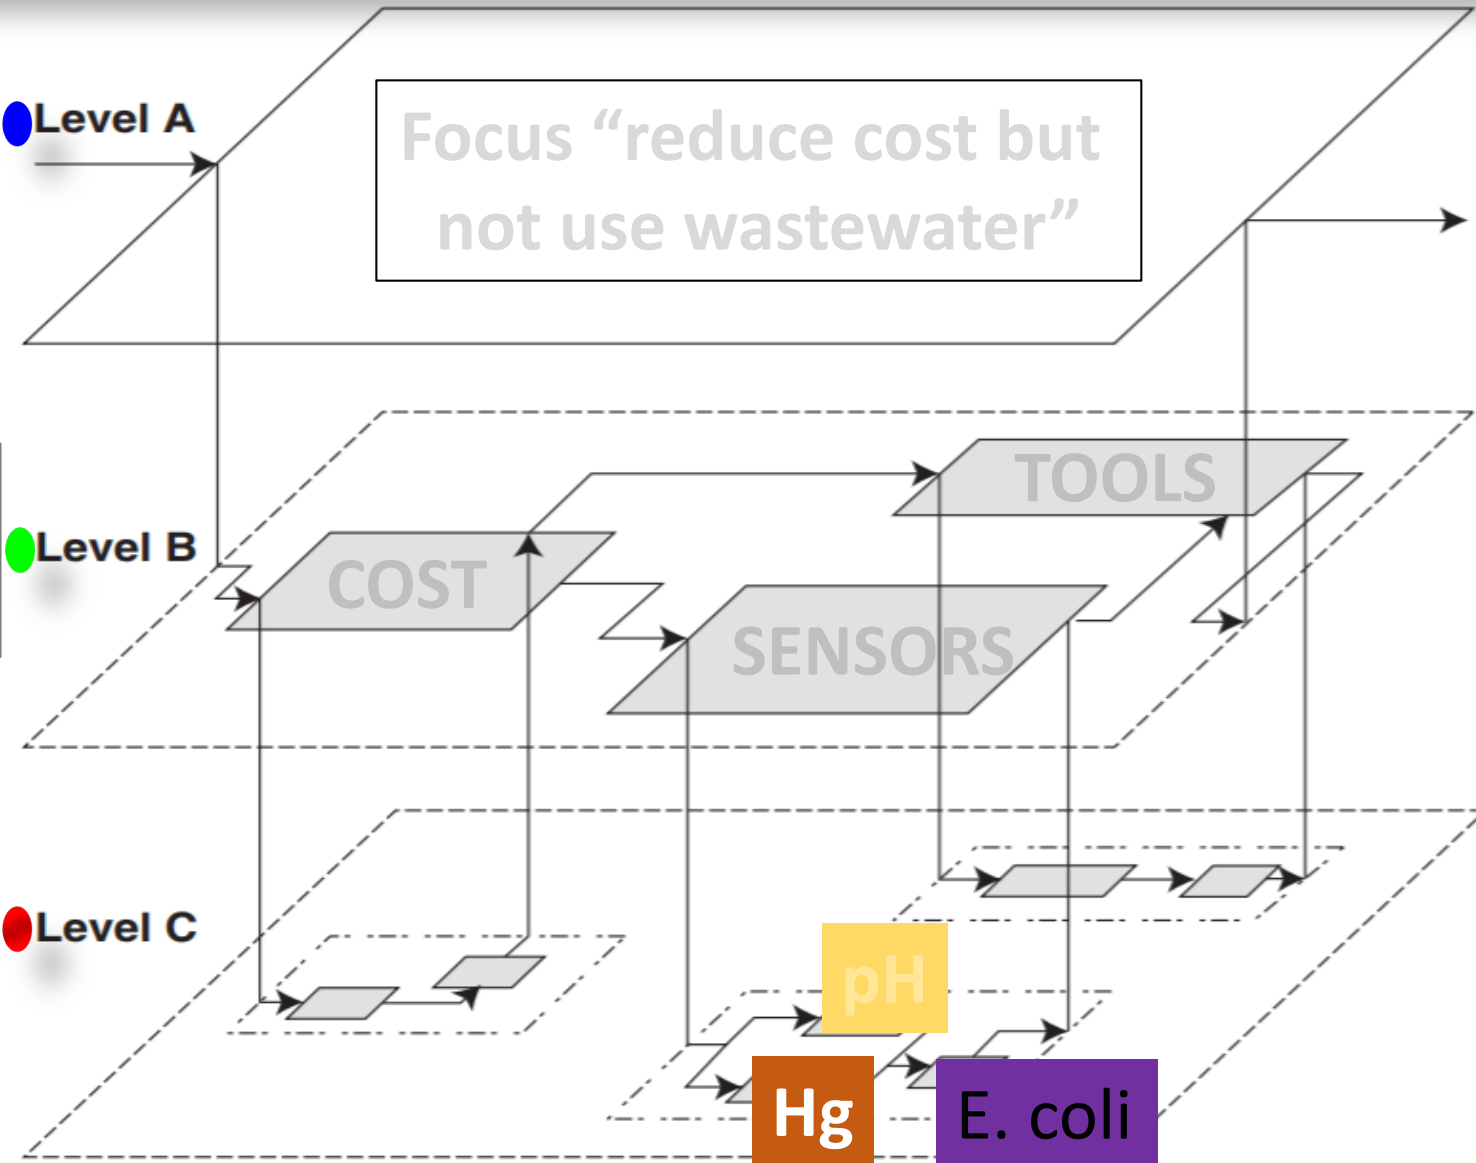 Level A
Focus “reduce cost but
not use wastewater”
Level B
TOOLS
COST
SENSORS
Level C
pH
Hg
E. coli